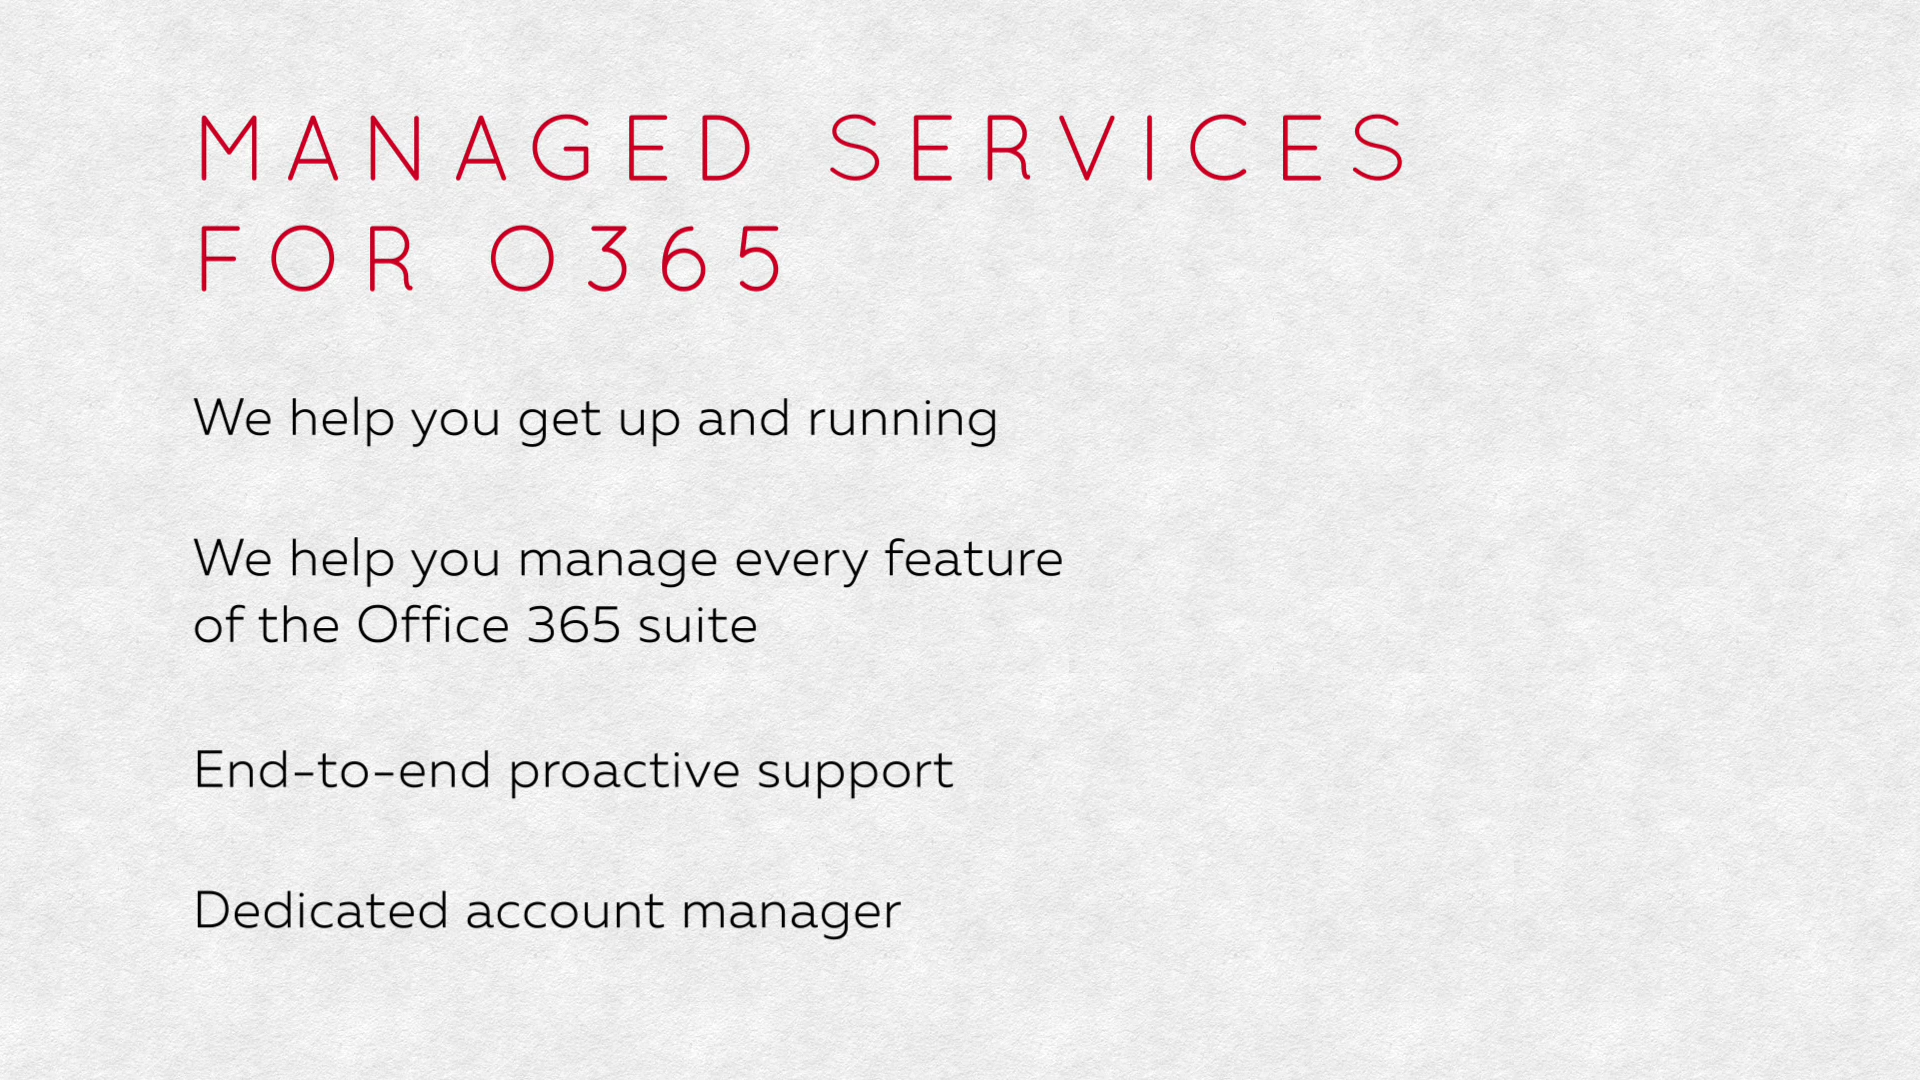 MANAGED SERVICES
FOR O365
We help you get up and running
We help you manage every feature
of the Office 365 suite
End-to-end proactive support
Dedicated account manager